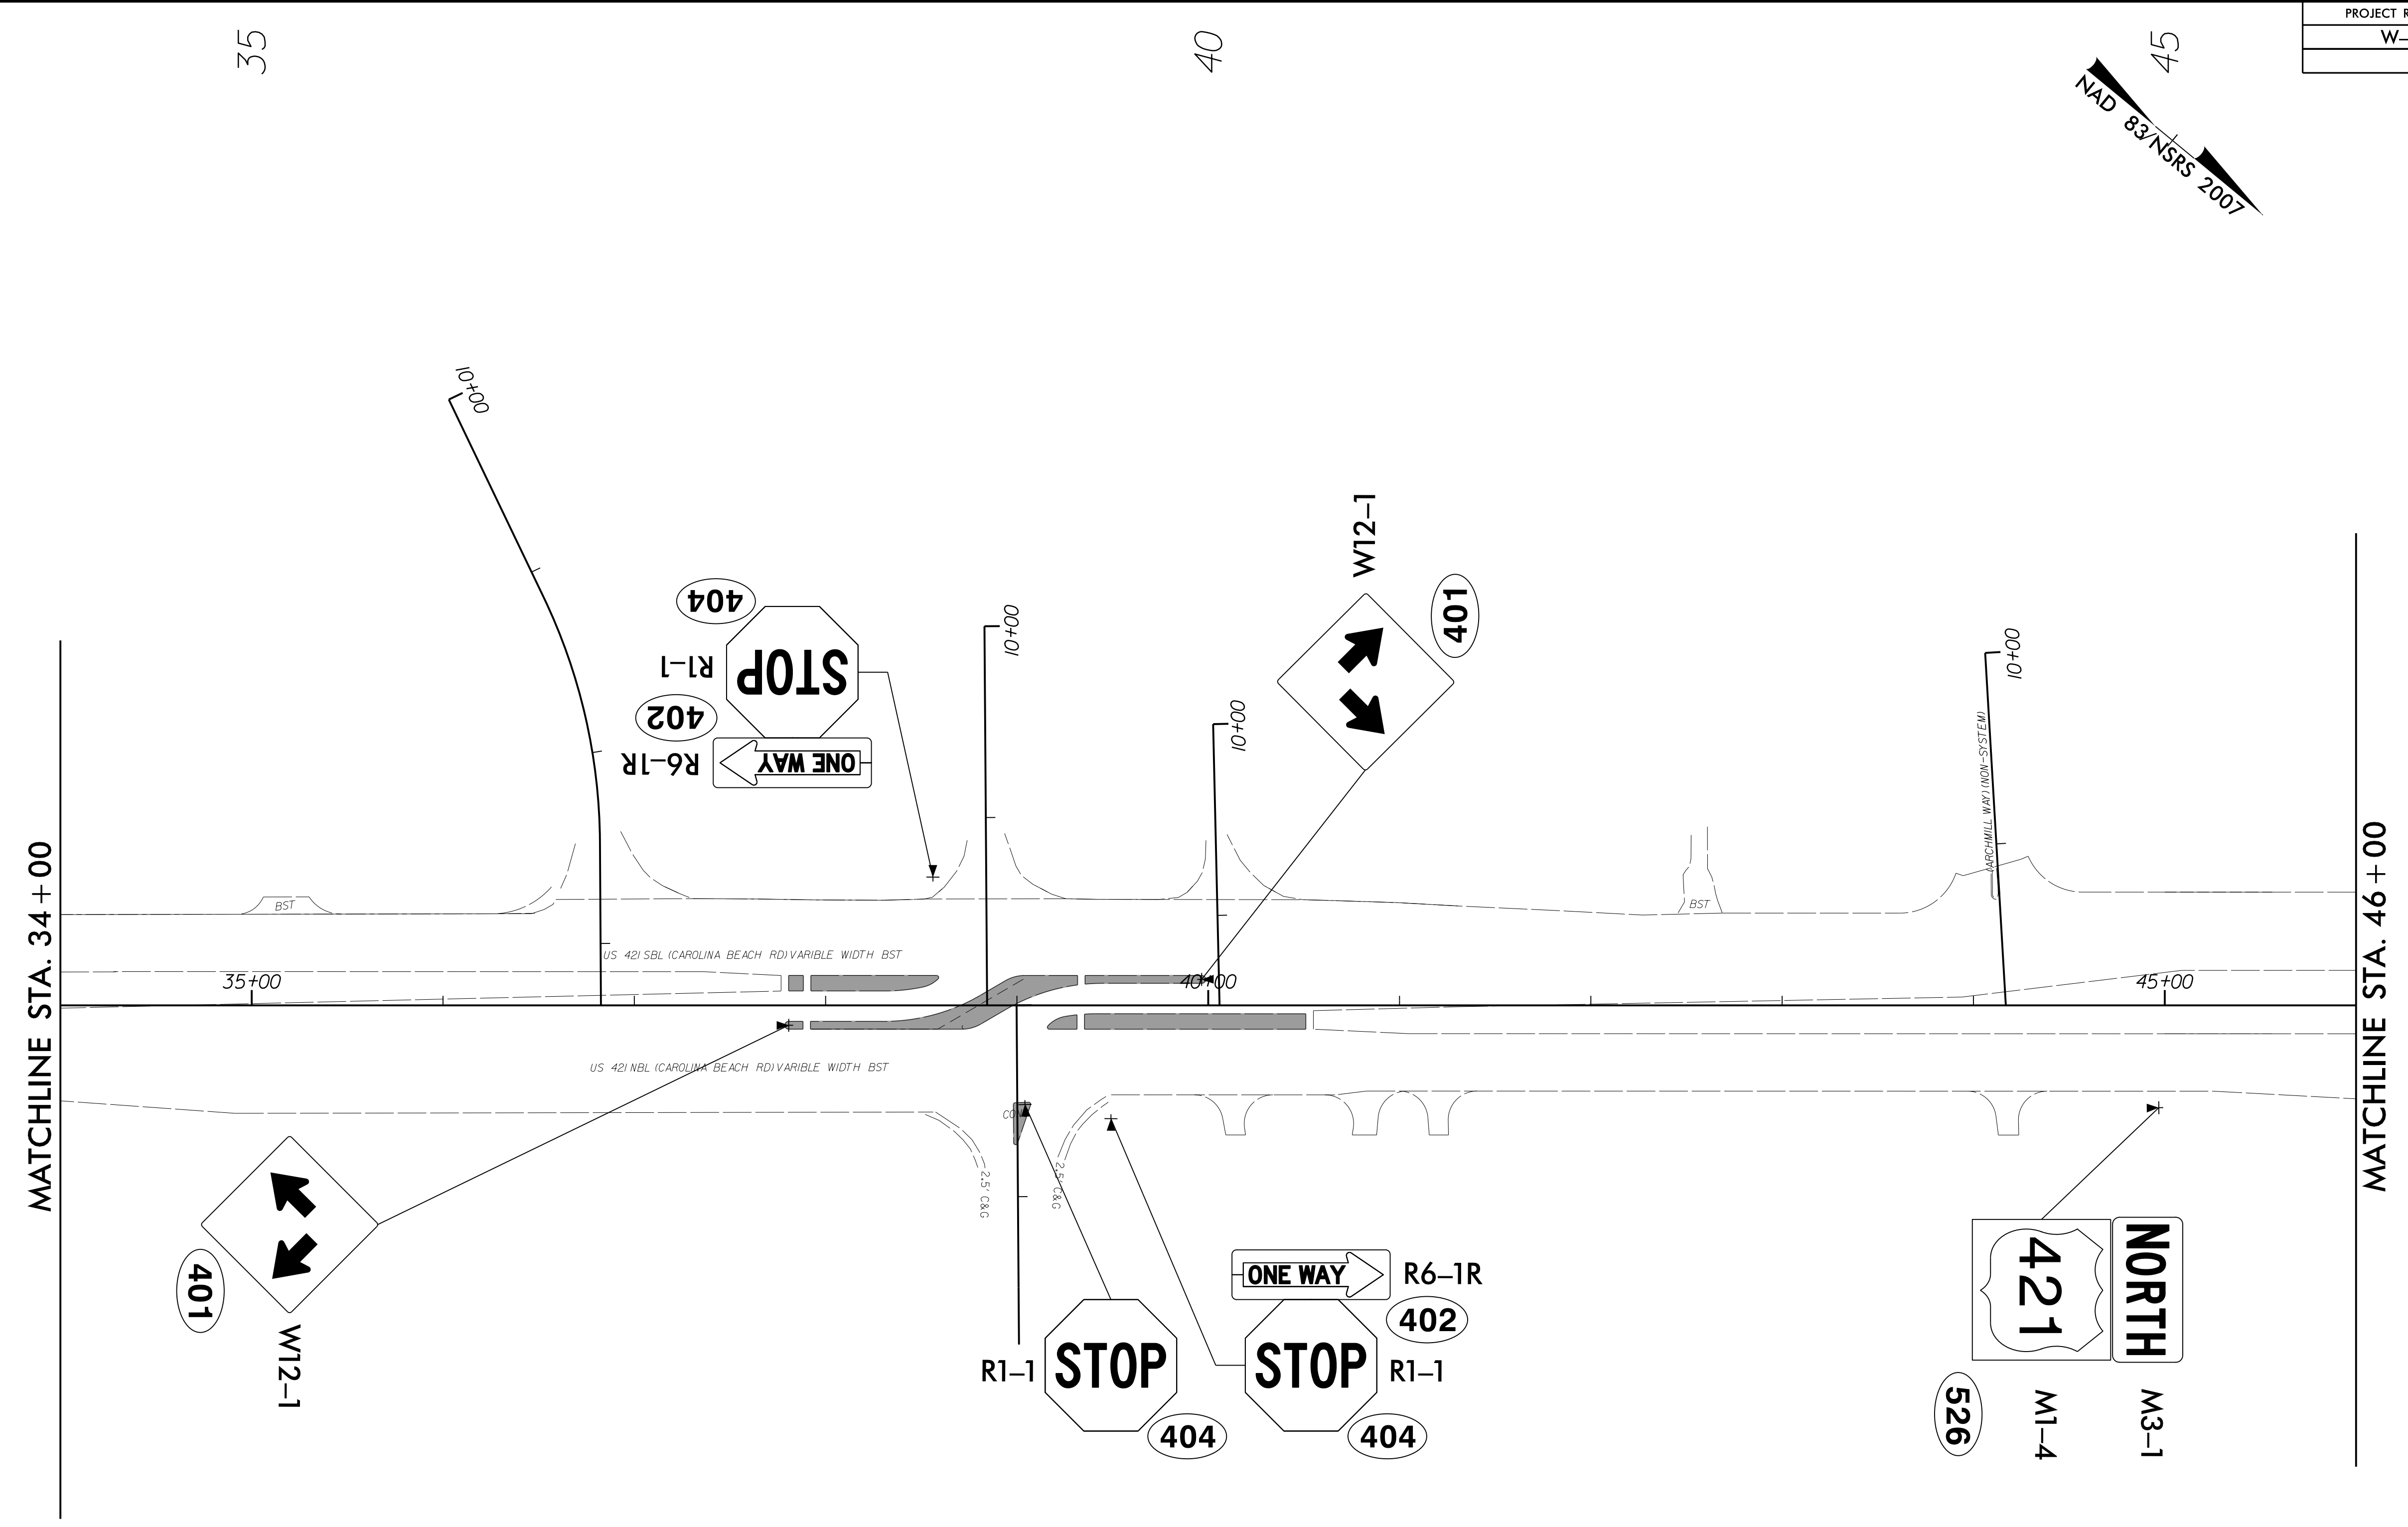 PROJECT R
W-
35
40
45
NAD 83/NSRS 2007
10+00
W12-1
401
404
STOP
R1-1
402
ONE WAY
R6-1R
10+00
10+00
10+00
(ARCHMILL WAY) (NON-SYSTEM)
MATCHLINE STA. 34+00
MATCHLINE STA. 46+00
BST
BST
US 421 SBL (CAROLINA BEACH RD) VARIBLE WIDTH BST
35+00
40+00
45+00
US 421 NBL (CAROLINA BEACH RD) VARIBLE WIDTH BST
2.5' C&G
2.5' C&G
401
W12-1
ONE WAY
R6-1R
402
R1-1
STOP
404
STOP
R1-1
404
421
NORTH
526
M1-4
M3-1